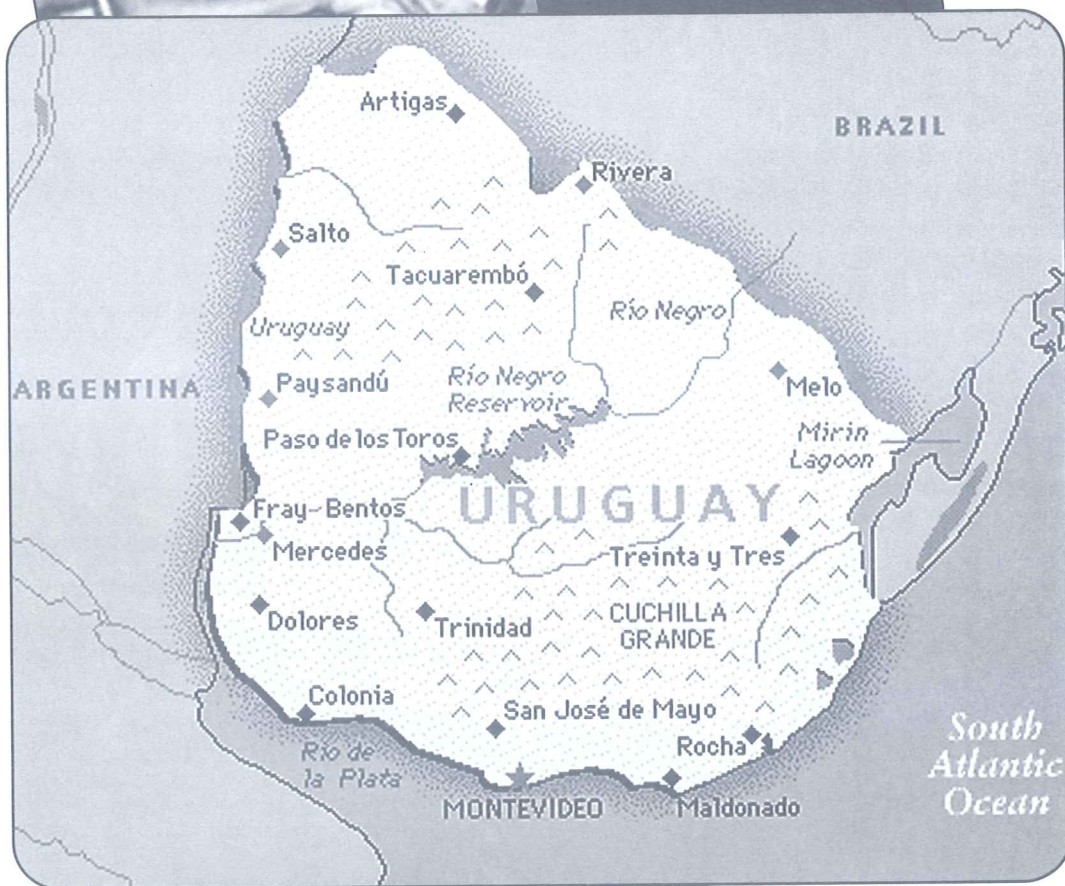 Artigas
BRAZIL
Rivera
Salto
Tacuarembó
Río Negro
Uruguay
ARGENTINA
Paysandú
Río Negro
Reservoir
Melo
Paso de los Toros
Mirin
Lagoon
URUGUAY
Fray-Bentos
Mercedes
Treinta y Tres
Dolores
Trinidad
CUCHILLA
GRANDE
Colonia
San José de Mayo
Rocha
Río de
la Plata
South
Atlantic
Ocean
MONTEVIDEO
Maldonado